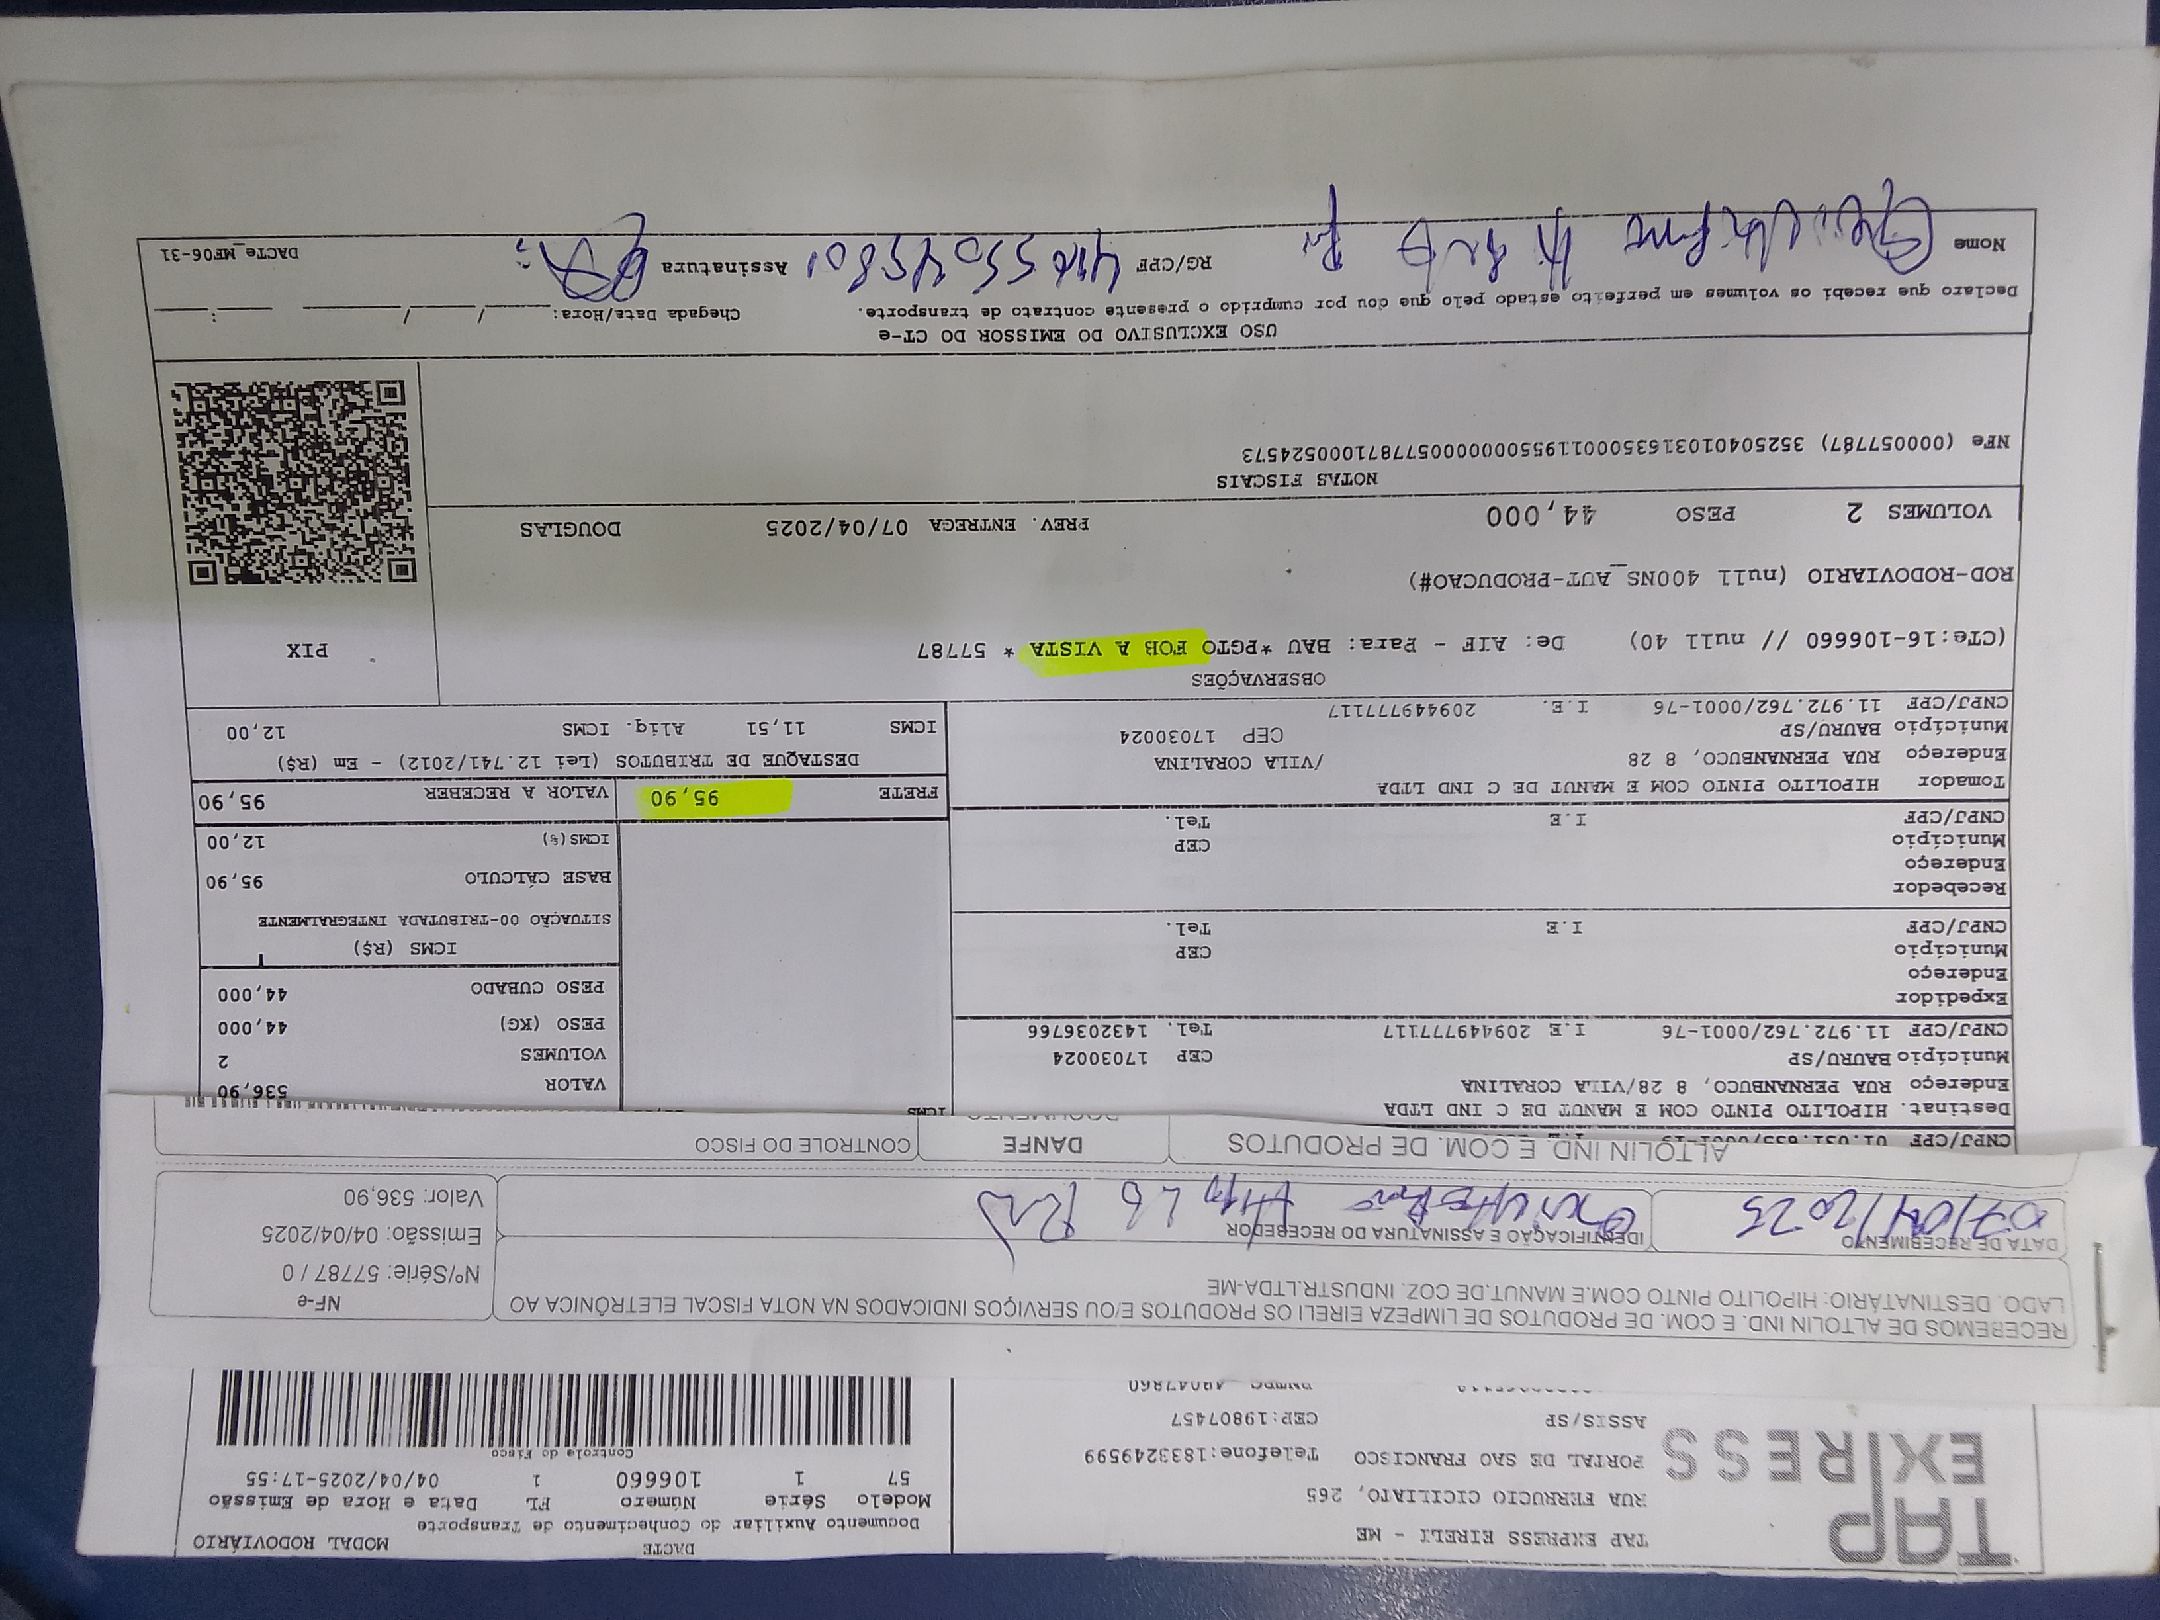 TAP
EXPRESS
TAP EXPRESS EIRELI - ME
RUA FERRUCIO CICILIATO, 265
PORTAL DE SAO FRANCISCO Telefone:1833249599
ASSIS/SP CEP:19807457
DACTE
Documento Auxiliar do Conhecimento de Transporte
MODAL RODOVIÁRIO
Modelo Série Número FL Data e Hora de Emissão
57 1 106660 1 04/04/2025-17:55
Controle do Fisco
RECEBEMOS DE ALTOLIN IND. E COM. DE PRODUTOS DE LIMPEZA EIRELI OS PRODUTOS E/OU SERVIÇOS INDICADOS NA NOTA FISCAL ELETRÔNICA AO
LADO. DESTINATÁRIO: HIPOLITO PINTO COM.E MANUT.DE COZ. INDUSTR.LTDA-ME
DATA DE RECEBIMENTO
07/04/2025
IDENTIFICAÇÃO E ASSINATURA DO RECEBEDOR
NF-e
Nº/Série: 57787 / 0
Emissão: 04/04/2025
Valor: 536,90
ALTOLIN IND. E COM. DE PRODUTOS
DANFE
CONTROLE DO FISCO
CNPJ/CPF
Destinat. HIPOLITO PINTO COM E MANUT DE C IND LTDA
Endereço RUA PERNANBUCO, 8 28/VILA CORALINA
Município BAURU/SP CEP 17030024
CNPJ/CPF 11.972.762/0001-76 I.E 209449777117 Tel. 1432036766
Expedidor
Endereço
Município CEP
CNPJ/CPF I.E Tel.
Recebedor
Endereço
Município CEP
CNPJ/CPF I.E Tel.
Tomador HIPOLITO PINTO COM E MANUT DE C IND LTDA
Endereço RUA PERNANBUCO, 8 28 /VILA CORALINA
Município BAURU/SP CEP 17030024
CNPJ/CPF 11.972.762/0001-76 I.E. 209449777117
ICMS
VALOR 536,90
VOLUMES 2
PESO (KG) 44,000
PESO CUBADO 44,000
ICMS (R$)
SITUAÇÃO 00-TRIBUTADA INTEGRALMENTE
BASE CÁLCULO 95,90
ICMS(%) 12,00
FRETE 95,90 VALOR A RECEBER 95,90
DESTAQUE DE TRIBUTOS (Lei 12.741/2012) - Em (R$)
ICMS 11,51 Aliq. ICMS 12,00
OBSERVAÇÕES
(CTe:16-106660 // null 40) De: AIF - Para: BAU *PGTO FOB A VISTA * 57787
PIX
ROD-RODOVIARIO (null 400NS_AUT-PRODUCAO#)
VOLUMES 2 PESO 44,000 PREV. ENTREGA 07/04/2025 DOUGLAS
NOTAS FISCAIS
NFe (000057787) 35250401031635000119550000000577871000524573
USO EXCLUSIVO DO EMISSOR DO CT-e
Declaro que recebi os volumes em perfeito estado pelo que dou por cumprido o presente contrato de transporte. Chegada Data/Hora: / / :
Nome RG/CPF Assinatura
DACTe_MF06-31